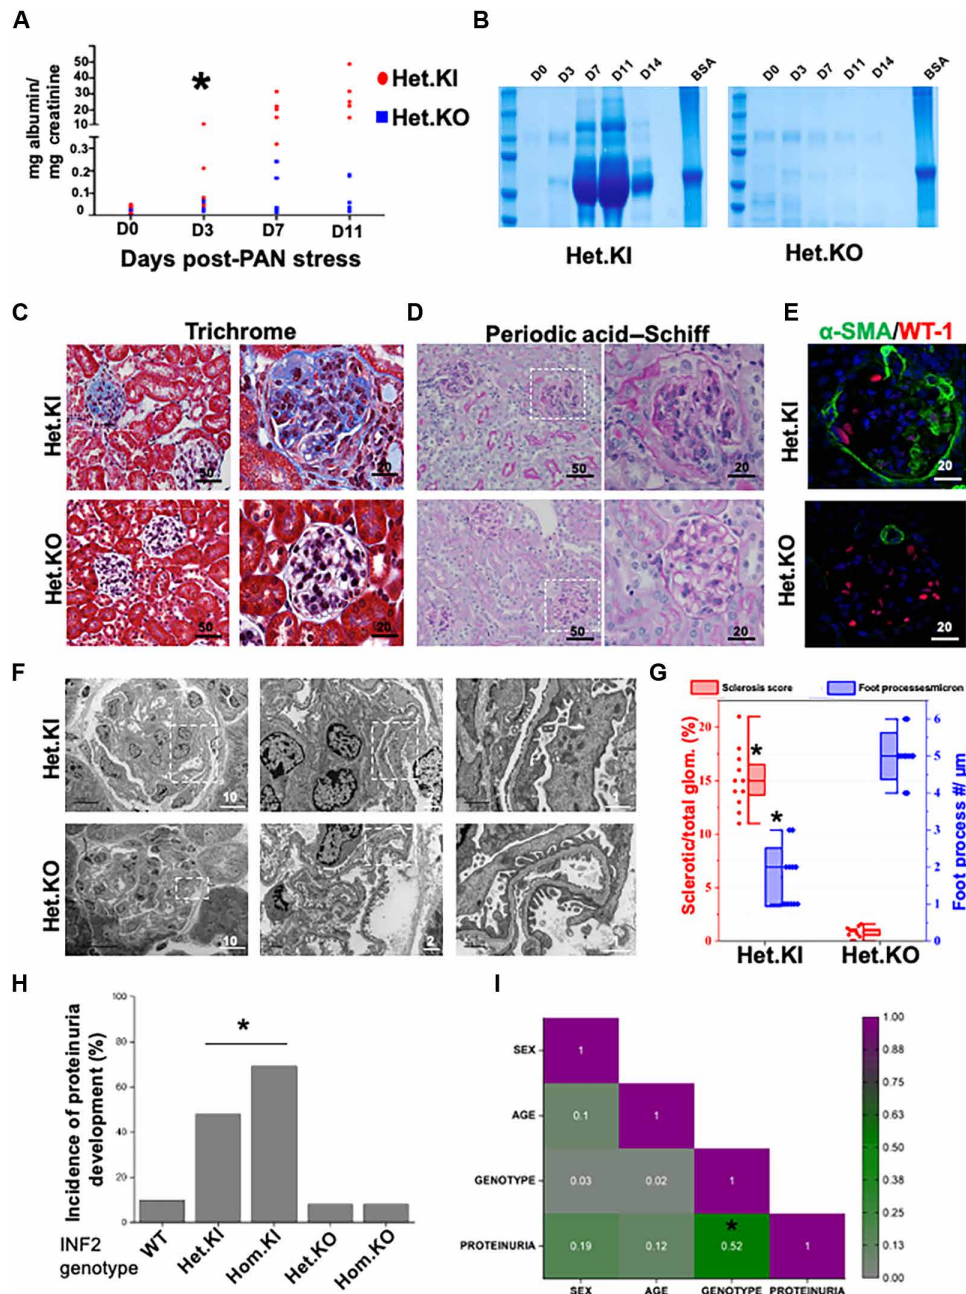 A
mg albumin/
mg creatinine
50
40
30
20
10
0.3
0.2
0.1
0
*
Het.KI
Het.KO
D0
D3
D7
D11
Days post-PAN stress
B
D0
D3
D7
D11
D14
BSA
D0
D3
D7
D11
D14
BSA
Het.KI
Het.KO
C
Trichrome
Het.KI
50
20
Het.KO
50
20
D
Periodic acid–Schiff
50
20
50
20
E
α-SMA/WT-1
Het.KI
20
Het.KO
20
F
Het.KI
10
Het.KO
10
2
G
Sclerosis score
Foot processes/micron
Sclerotic/total glom. (%)
20
15
10
5
0
*
*
6
5
4
3
2
1
0
Foot process #/ μm
Het.KI
Het.KO
H
Incidence of proteinuria
development (%)
100
80
60
40
20
0
*
INF2
genotype
WT
Het.KI
Hom.KI
Het.KO
Hom.KO
I
SEX
1
AGE
0.1
1
GENOTYPE
0.03
0.02
1
PROTEINURIA
0.19
0.12
*
0.52
1
SEX
AGE
GENOTYPE
PROTEINURIA
1.00
0.88
0.75
0.63
0.50
0.38
0.25
0.13
0.00